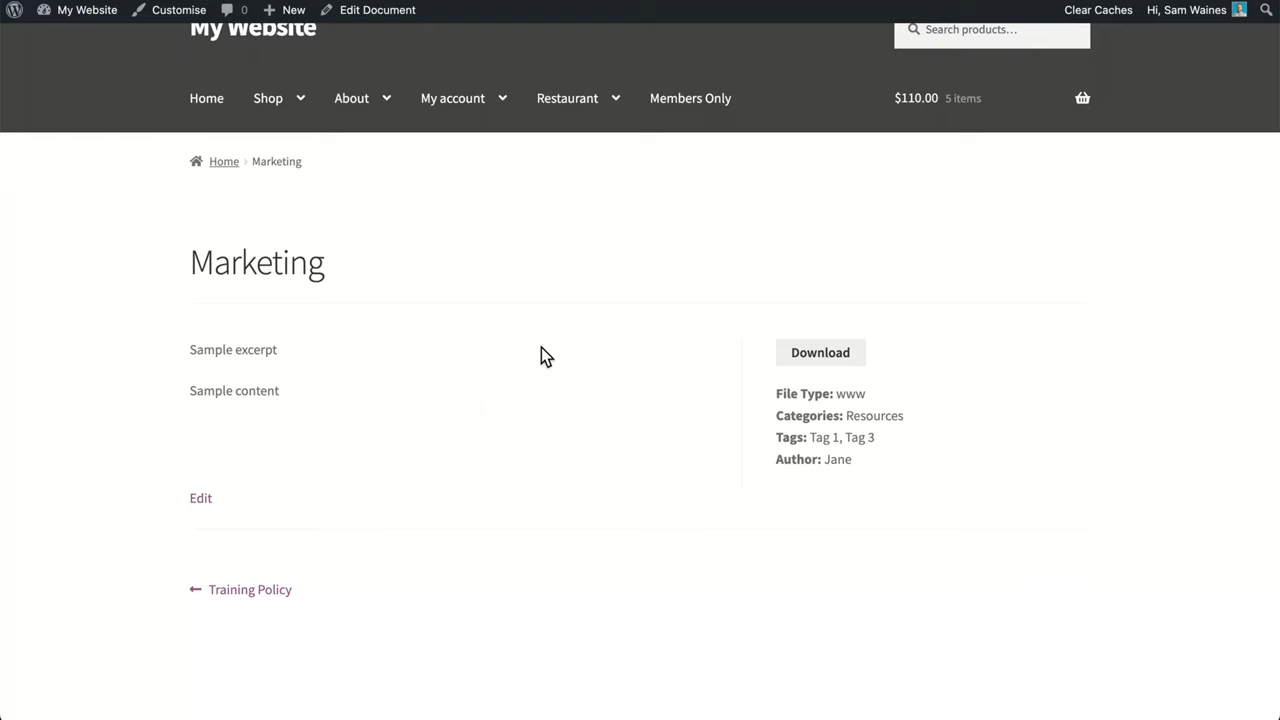 My Website Customise 0 New Edit Document Clear Caches Hi, Sam Waines
My Website
Search products…
Home Shop About My account Restaurant Members Only $110.00 5 items
Home › Marketing
Marketing
Sample excerpt
Sample content
Edit
Download
File Type: www
Categories: Resources
Tags: Tag 1, Tag 3
Author: Jane
← Training Policy